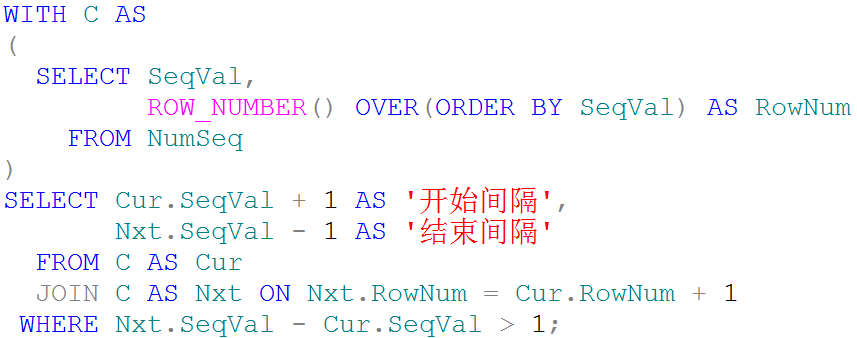 WITH C AS
(
  SELECT SeqVal,
         ROW_NUMBER() OVER(ORDER BY SeqVal) AS RowNum
    FROM NumSeq
)
SELECT Cur.SeqVal + 1 AS '开始间隔',
       Nxt.SeqVal - 1 AS '结束间隔'
  FROM C AS Cur
  JOIN C AS Nxt ON Nxt.RowNum = Cur.RowNum + 1
 WHERE Nxt.SeqVal - Cur.SeqVal > 1;